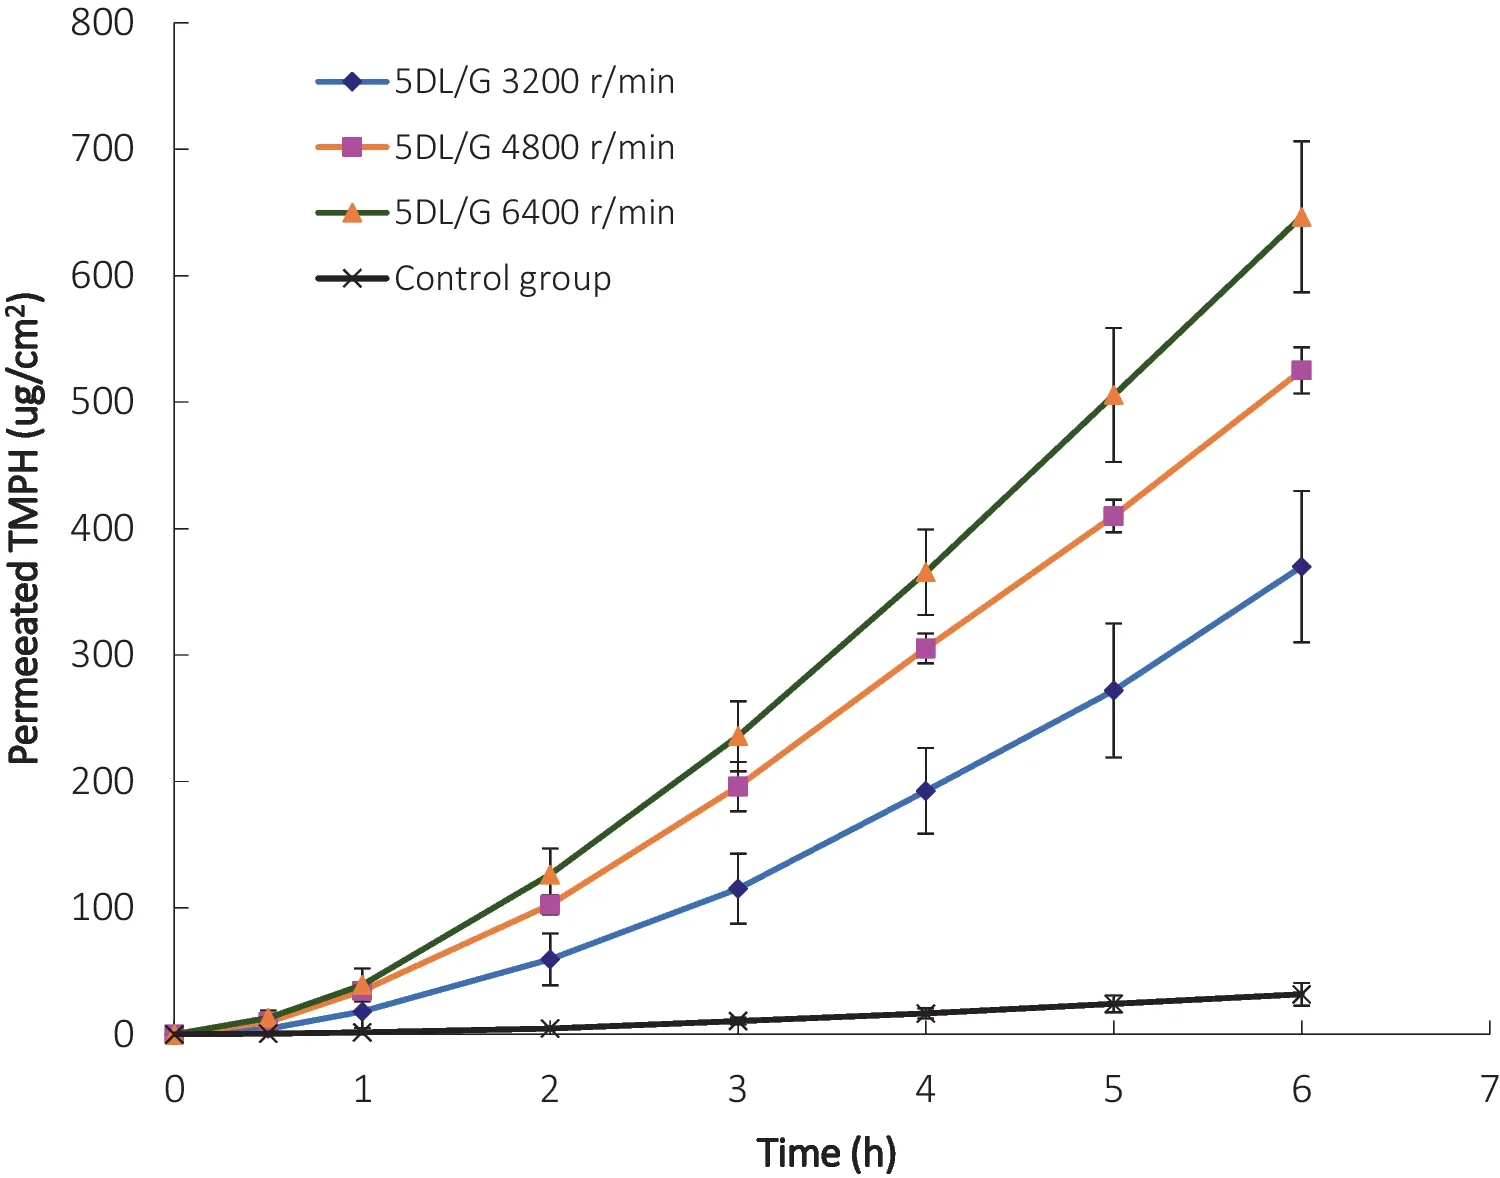 800
700
600
500
400
300
200
100
0
Permeeated TMPH (ug/cm²)
5DL/G 3200 r/min
5DL/G 4800 r/min
5DL/G 6400 r/min
Control group
0 1 2 3 4 5 6 7
Time (h)